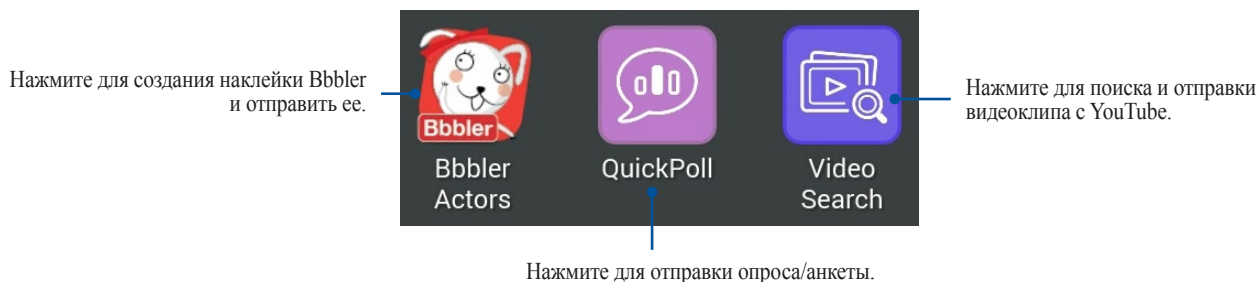 Нажмите для создания наклейки Bbbler
и отправить ее.
Bbbler
Bbbler
Actors
QuickPoll
Video
Search
Нажмите для поиска и отправки
видеоклипа с YouTube.
Нажмите для отправки опроса/анкеты.